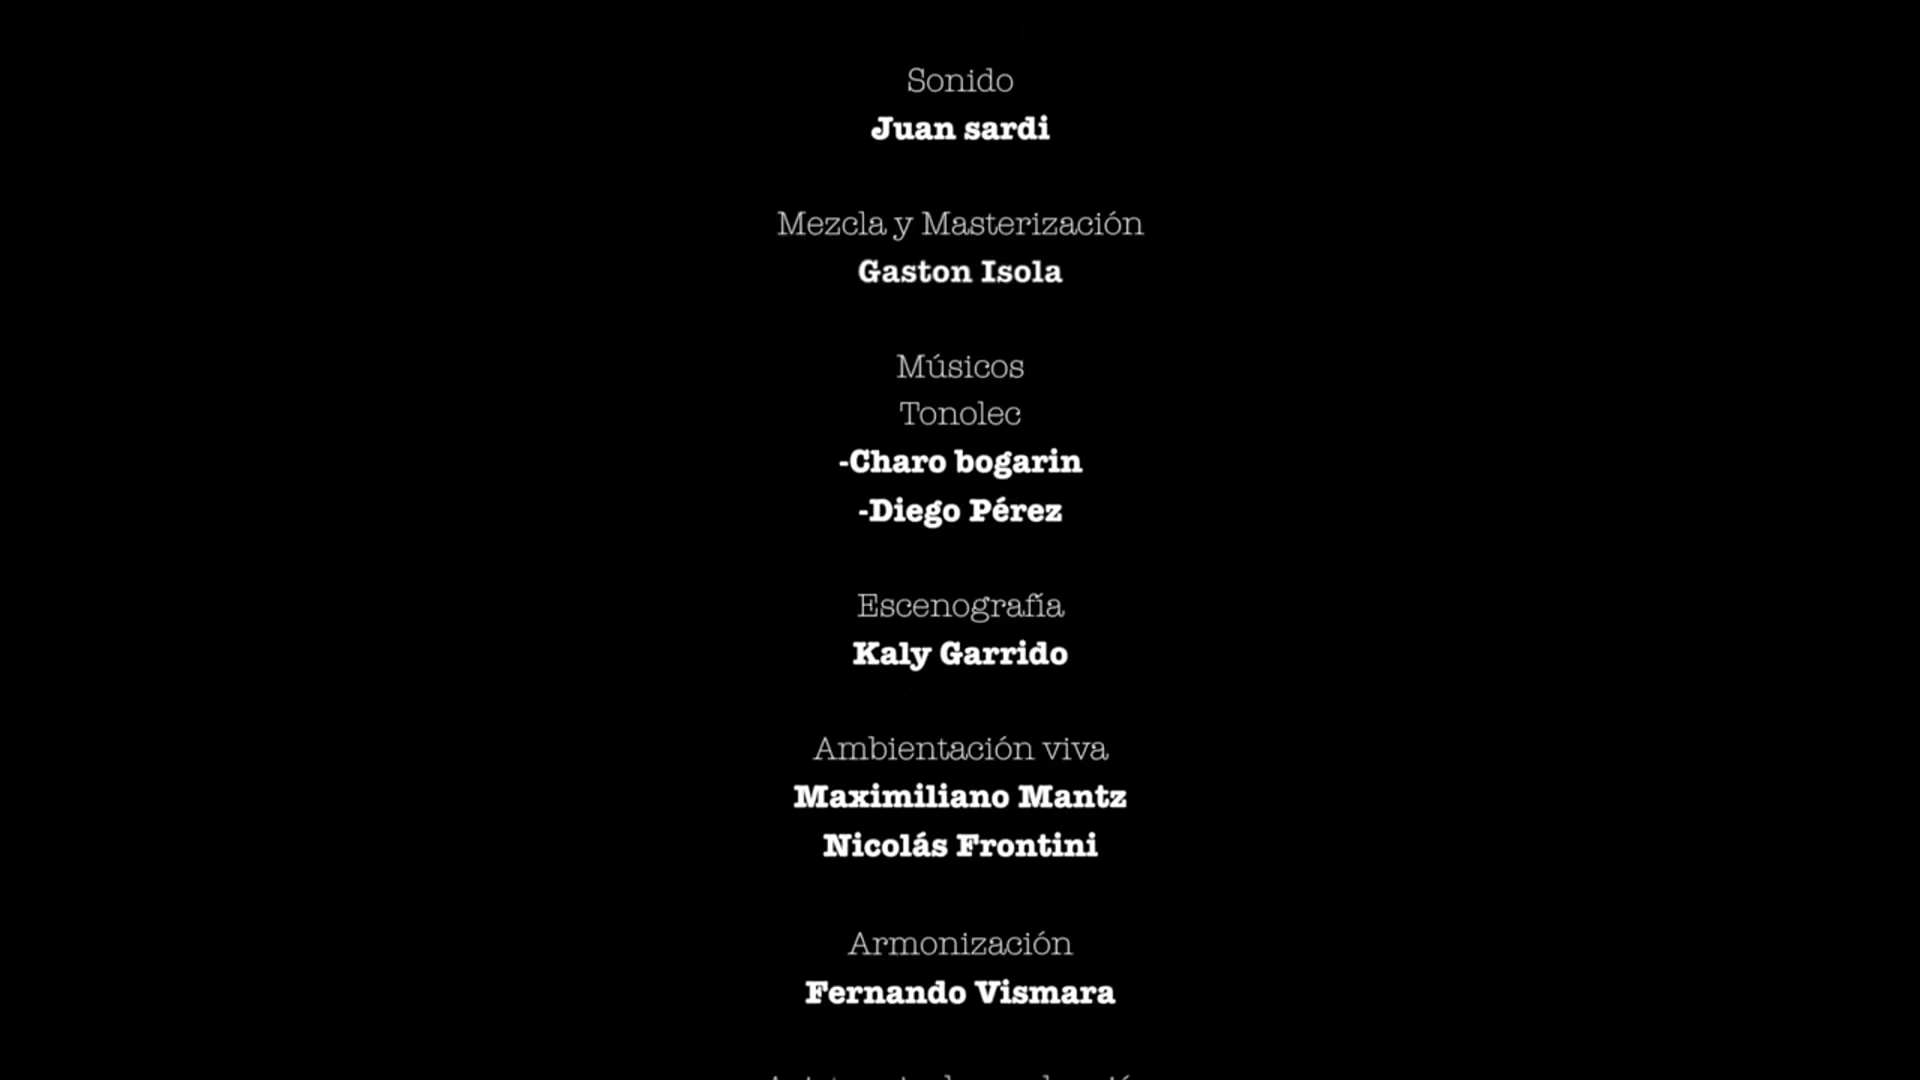 Sonido
Juan sardi
Mezcla y Masterización
Gaston Isola
Músicos
Tonolec
-Charo bogarin
-Diego Pérez
Escenografía
Kaly Garrido
Ambientación viva
Maximiliano Mantz
Nicolás Frontini
Armonización
Fernando Vismara